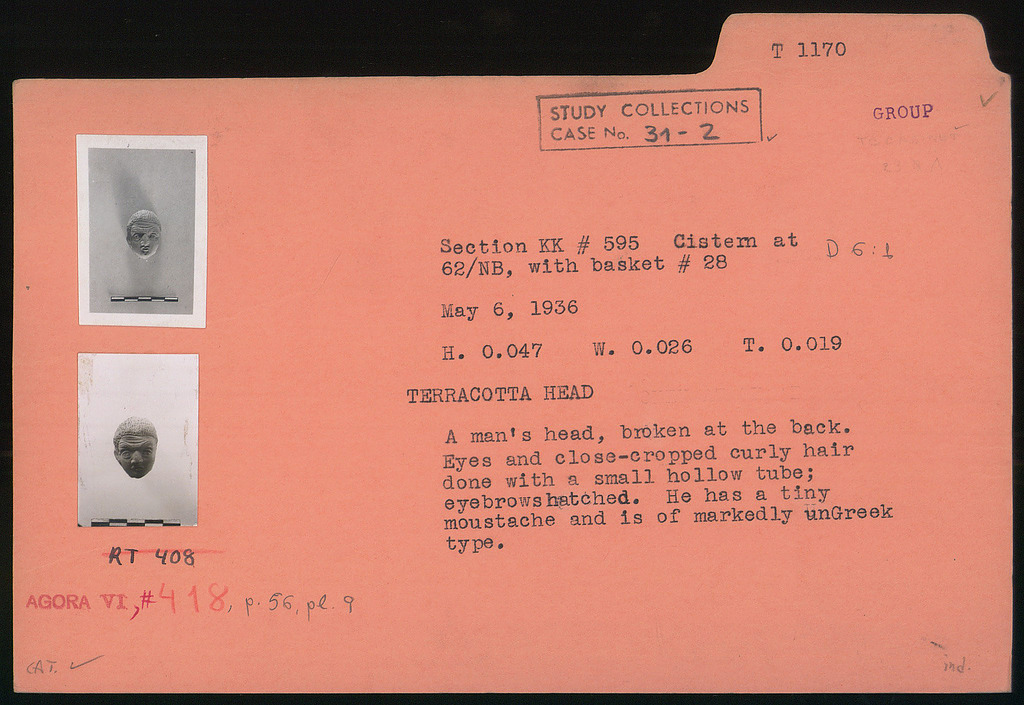 T 1170
STUDY COLLECTIONS
CASE No. 31-2
GROUP
Section KK # 595 Cistern at
62/NB, with basket # 28
D 6:1
May 6, 1936
H. 0.047 W. 0.026 T. 0.019
TERRACOTTA HEAD
A man's head, broken at the back.
Eyes and close-cropped curly hair
done with a small hollow tube;
eyebrows hatched. He has a tiny
moustache and is of markedly unGreek
type.
RT 408
AGORA VI, #418, p. 56, pl. 9
CAT.
ind.